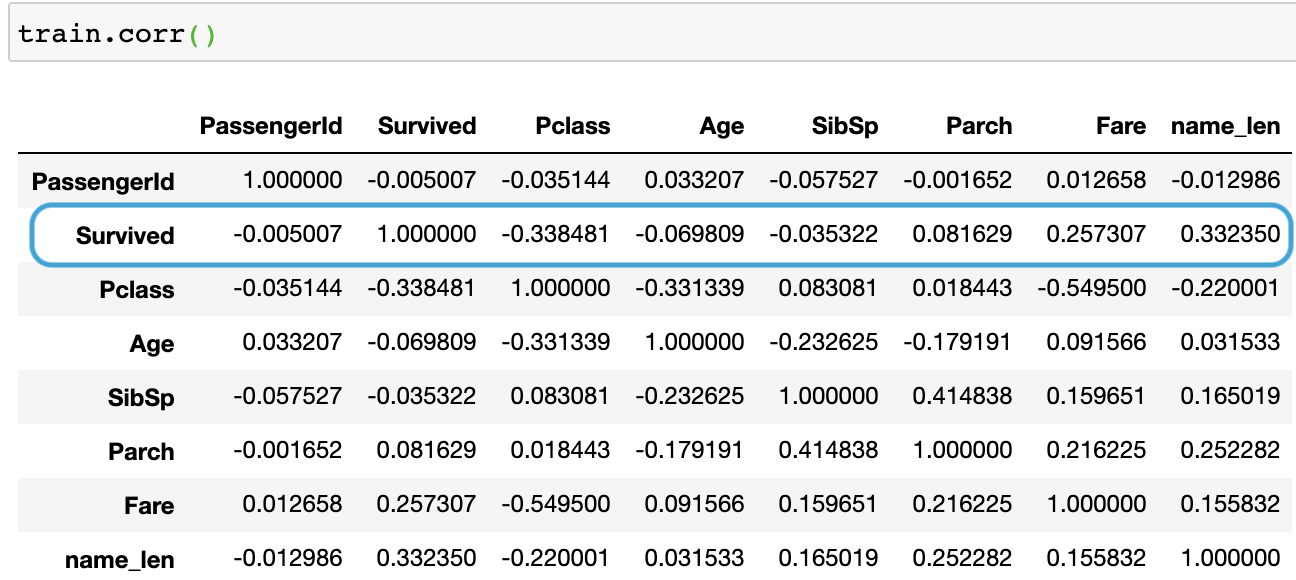 train.corr()
PassengerId Survived Pclass Age SibSp Parch Fare name_len
PassengerId 1.000000 -0.005007 -0.035144 0.033207 -0.057527 -0.001652 0.012658 -0.012986
Survived -0.005007 1.000000 -0.338481 -0.069809 -0.035322 0.081629 0.257307 0.332350
Pclass -0.035144 -0.338481 1.000000 -0.331339 0.083081 0.018443 -0.549500 -0.220001
Age 0.033207 -0.069809 -0.331339 1.000000 -0.232625 -0.179191 0.091566 0.031533
SibSp -0.057527 -0.035322 0.083081 -0.232625 1.000000 0.414838 0.159651 0.165019
Parch -0.001652 0.081629 0.018443 -0.179191 0.414838 1.000000 0.216225 0.252282
Fare 0.012658 0.257307 -0.549500 0.091566 0.159651 0.216225 1.000000 0.155832
name_len -0.012986 0.332350 -0.220001 0.031533 0.165019 0.252282 0.155832 1.000000